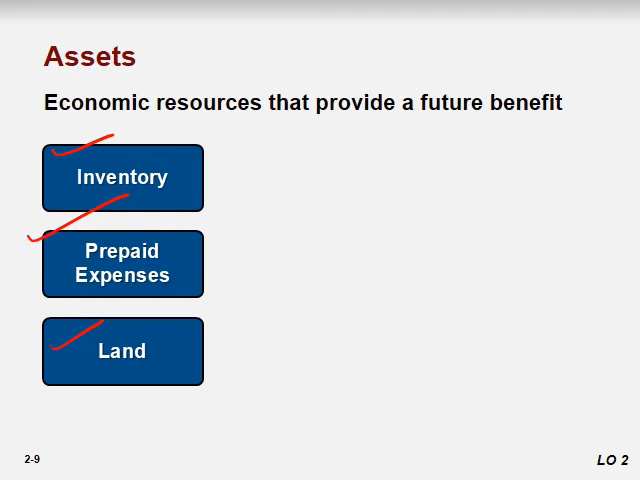 Assets
Economic resources that provide a future benefit
Inventory
Prepaid
Expenses
Land
2-9
LO 2